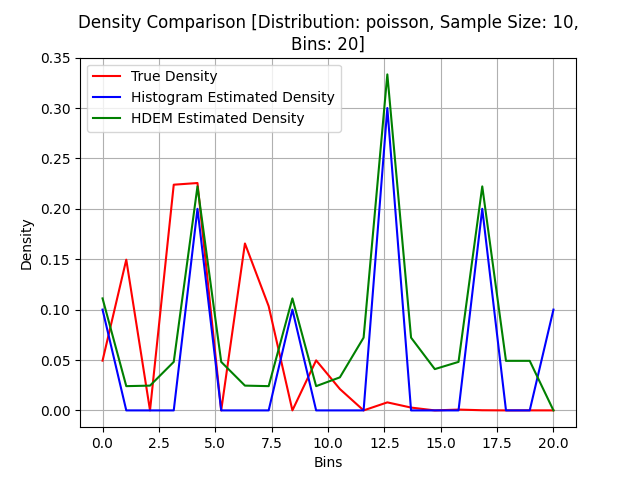 Density Comparison [Distribution: poisson, Sample Size: 10,
Bins: 20]
True Density
Histogram Estimated Density
HDEM Estimated Density
Density
0.35
0.30
0.25
0.20
0.15
0.10
0.05
0.00
0.0 2.5 5.0 7.5 10.0 12.5 15.0 17.5 20.0
Bins